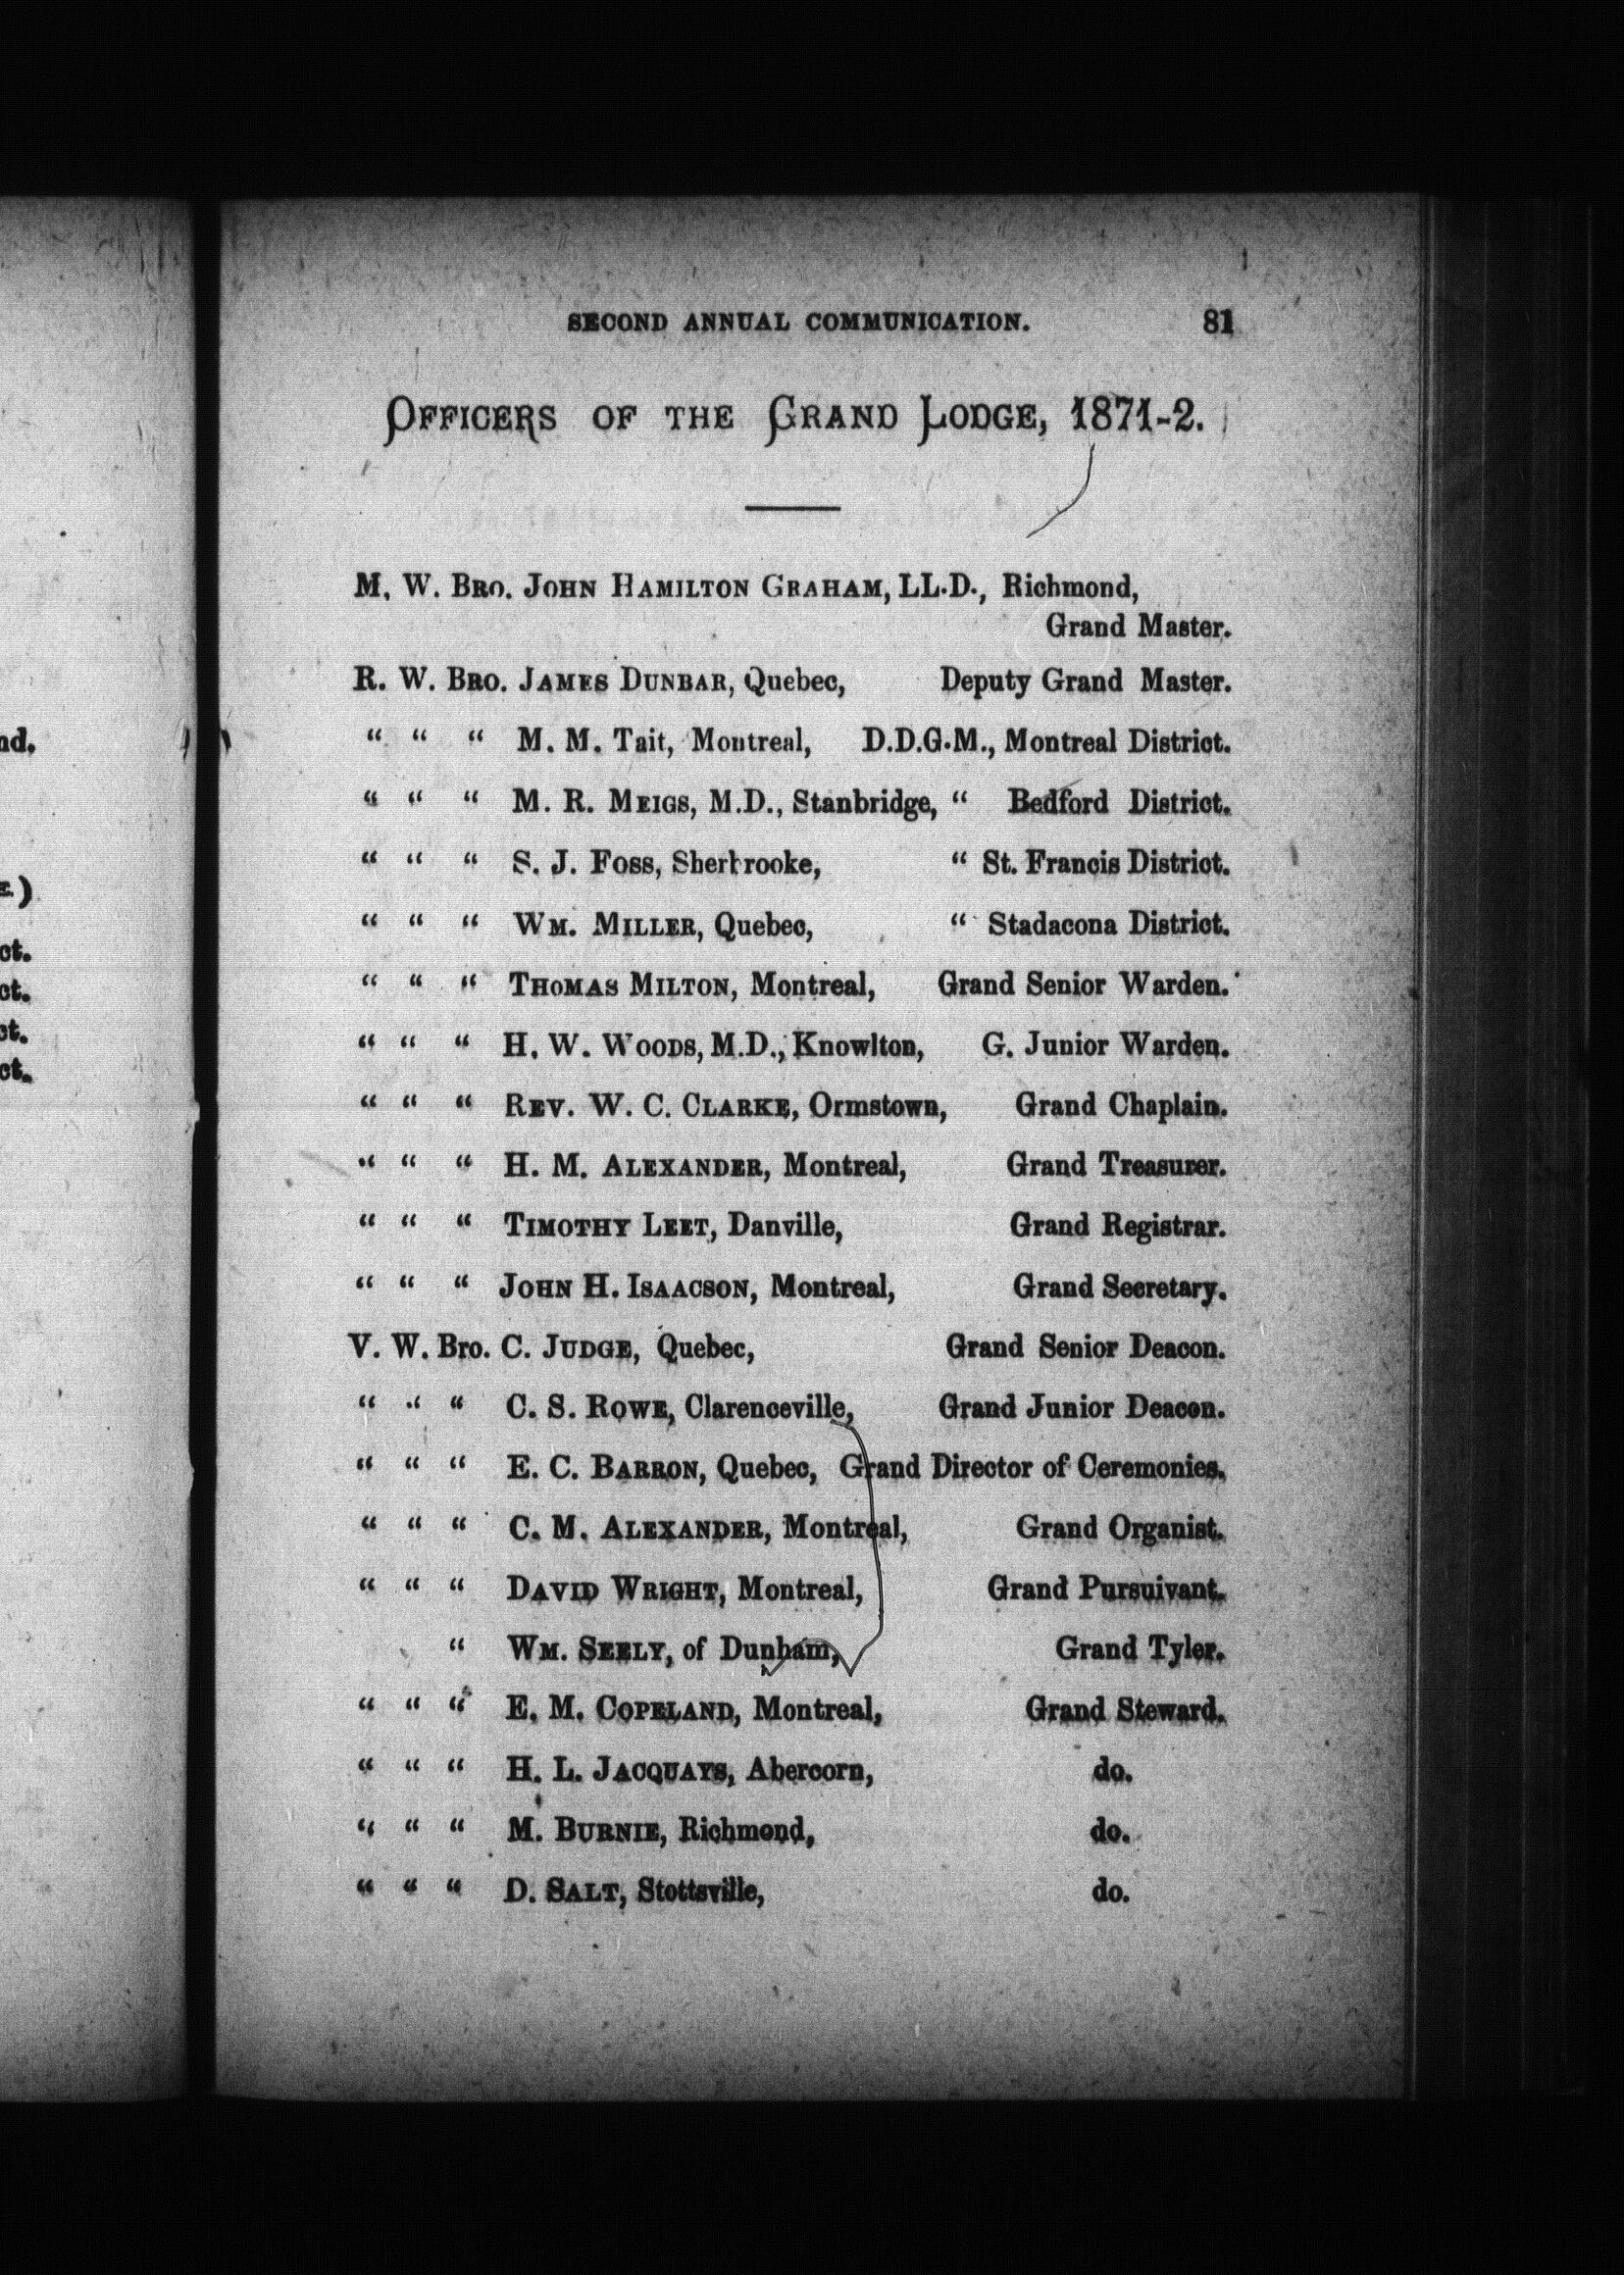 SECOND ANNUAL COMMUNICATION. 81
OFFICERS OF THE GRAND LODGE, 1871-2.
M. W. BRO. JOHN HAMILTON GRAHAM, LL.D., Richmond,
Grand Master.
R. W. BRO. JAMES DUNBAR, Quebec, Deputy Grand Master.
" " " M. M. Tait, Montreal, D.D.G.M., Montreal District.
" " " M. R. MEIGS, M.D., Stanbridge, " Bedford District.
" " " S. J. FOSS, Sherbrooke, " St. Francis District.
" " " WM. MILLER, Quebec, " Stadacona District.
" " " THOMAS MILTON, Montreal, Grand Senior Warden.
" " " H. W. WOODS, M.D., Knowlton, G. Junior Warden.
" " " REV. W. C. CLARKE, Ormstown, Grand Chaplain.
" " " H. M. ALEXANDER, Montreal, Grand Treasurer.
" " " TIMOTHY LEET, Danville, Grand Registrar.
" " " JOHN H. ISAACSON, Montreal, Grand Secretary.
V. W. Bro. C. JUDGE, Quebec, Grand Senior Deacon.
" " " C. S. ROWE, Clarenceville, Grand Junior Deacon.
" " " E. C. BARRON, Quebec, Grand Director of Ceremonies.
" " " C. M. ALEXANDER, Montreal, Grand Organist.
" " " DAVID WRIGHT, Montreal, Grand Pursuivant.
" WM. SEELY, of Dunham, Grand Tyler.
" " " E. M. COPELAND, Montreal, Grand Steward.
" " " H. L. JACQUAYS, Abercorn, do.
" " " M. BURNIE, Richmond, do.
" " " D. SALT, Stottsville, do.